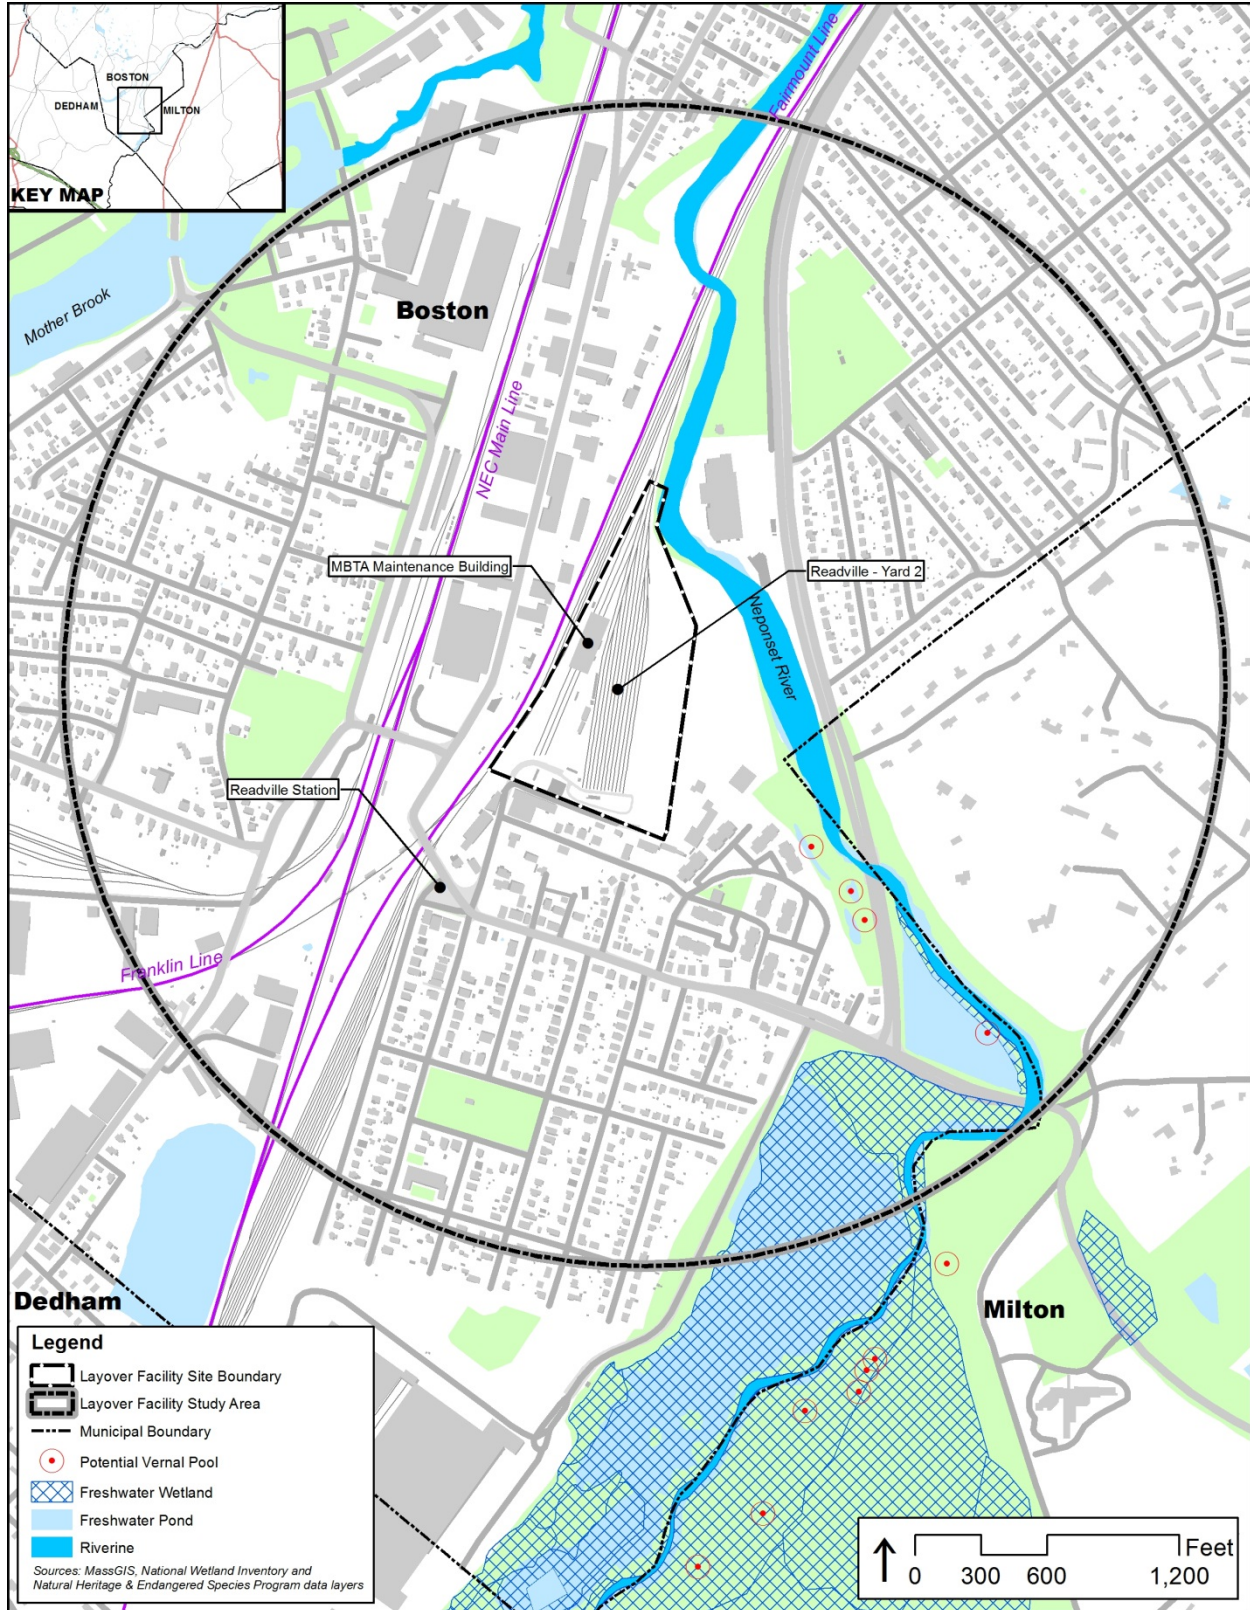 BOSTON
DEDHAM
MILTON
KEY MAP
Fairmount Line
Mother Brook
Boston
NEC Main Line
MBTA Maintenance Building
Readville - Yard 2
Neponset River
Readville Station
Franklin Line
Dedham
Milton
Legend
Layover Facility Site Boundary
Layover Facility Study Area
Municipal Boundary
Potential Vernal Pool
Freshwater Wetland
Freshwater Pond
Riverine
Sources: MassGIS, National Wetland Inventory and
Natural Heritage & Endangered Species Program data layers
Feet
0 300 600 1,200